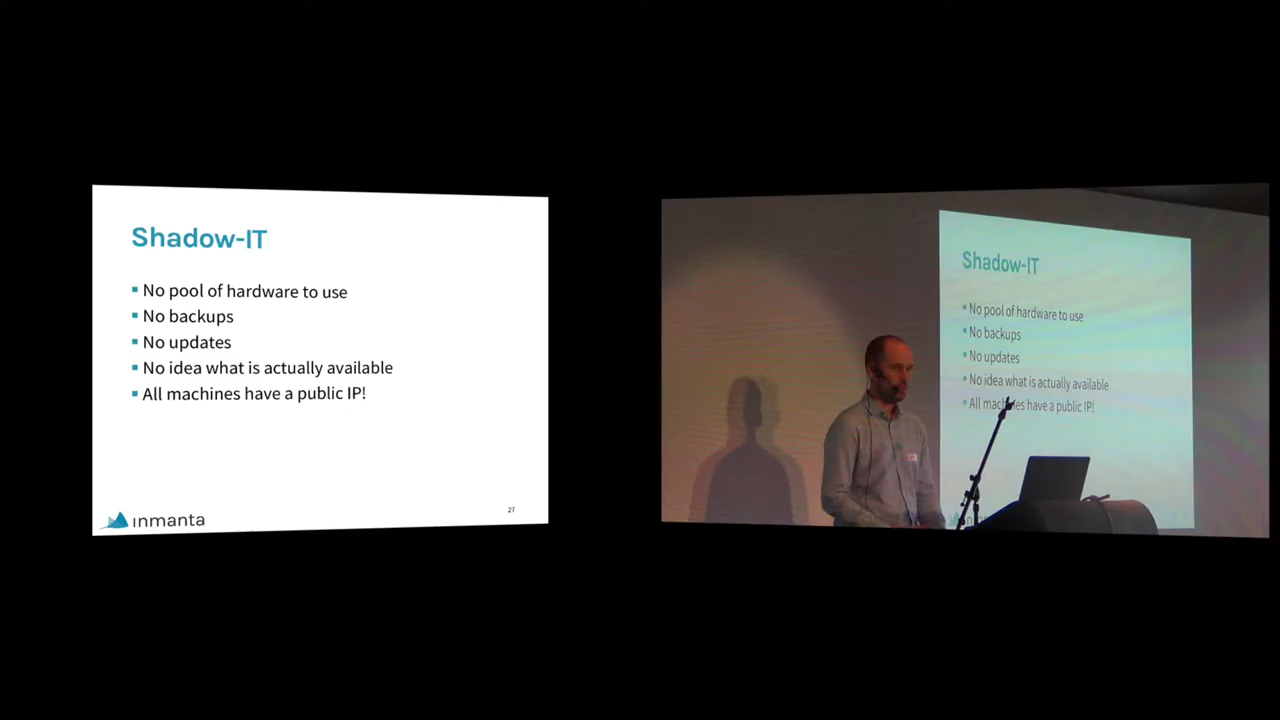 Shadow-IT
No pool of hardware to use
No backups
No updates
No idea what is actually available
All machines have a public IP!
inmanta
27
Shadow-IT
No pool of hardware to use
No backups
No updates
No idea what is actually available
All machines have a public IP!